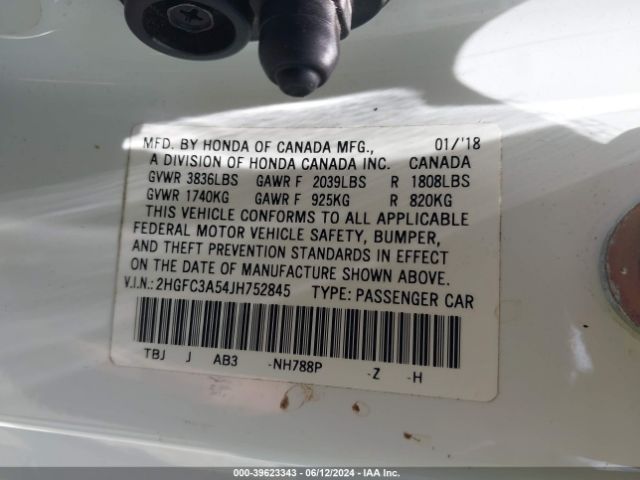 MFD. BY HONDA OF CANADA MFG., 01/'18
A DIVISION OF HONDA CANADA INC. CANADA
GVWR 3836LBS GAWR F 2039LBS R 1808LBS
GVWR 1740KG GAWR F 925KG R 820KG
THIS VEHICLE CONFORMS TO ALL APPLICABLE
FEDERAL MOTOR VEHICLE SAFETY, BUMPER,
AND THEFT PREVENTION STANDARDS IN EFFECT
ON THE DATE OF MANUFACTURE SHOWN ABOVE.
V.I.N.: 2HGFC3A54JH752845 TYPE: PASSENGER CAR
TBJ J AB3 -NH788P -Z -H
000-39623343 - 06/12/2024 - IAA Inc.